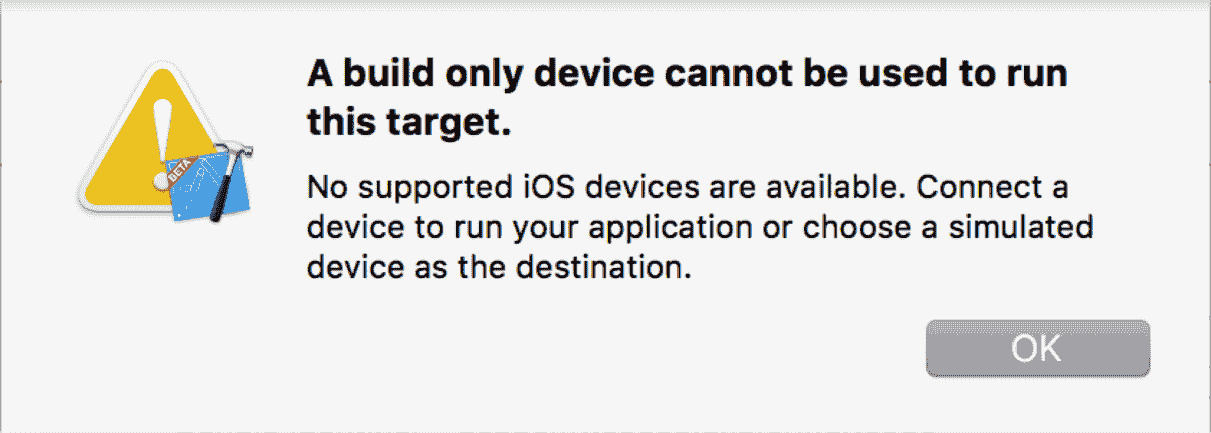 A build only device cannot be used to run
this target.
BETA
No supported iOS devices are available. Connect a
device to run your application or choose a simulated
device as the destination.
OK